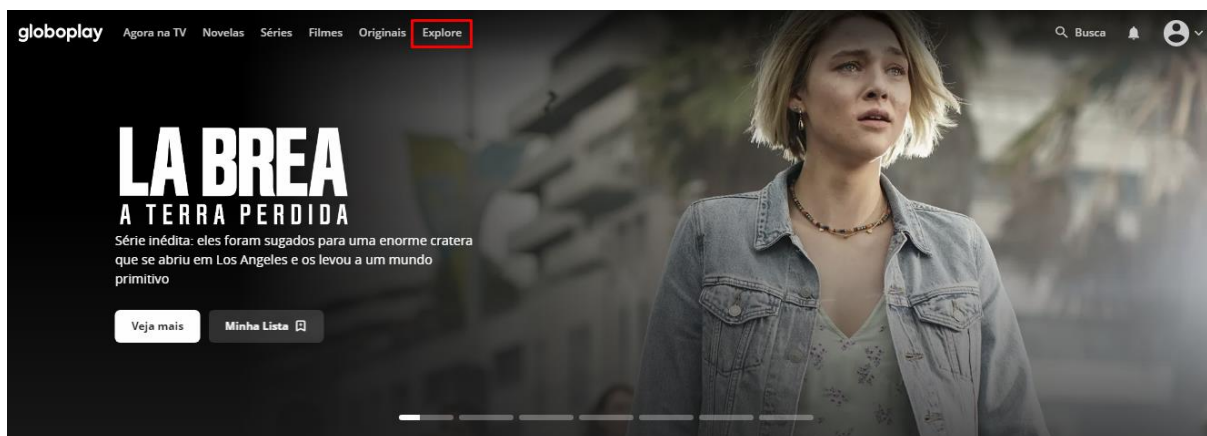 globoplay Agora na TV Novelas Séries Filmes Originais Explore Busca
LA BREA
A TERRA PERDIDA
Série inédita: eles foram sugados para uma enorme cratera
que se abriu em Los Angeles e os levou a um mundo
primitivo
Veja mais Minha Lista